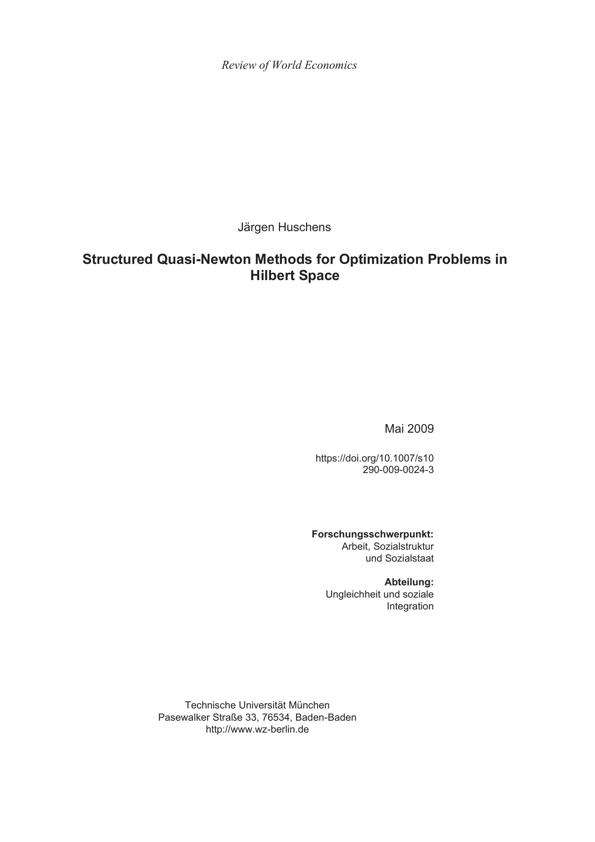 Review of World Economics
Järgen Huschens
Structured Quasi-Newton Methods for Optimization Problems in
Hilbert Space
Mai 2009
https://doi.org/10.1007/s10
290-009-0024-3
Forschungsschwerpunkt:
Arbeit, Sozialstruktur
und Sozialstaat
Abteilung:
Ungleichheit und soziale
Integration
Technische Universität München
Pasewalker Straße 33, 76534, Baden-Baden
http://www.wz-berlin.de